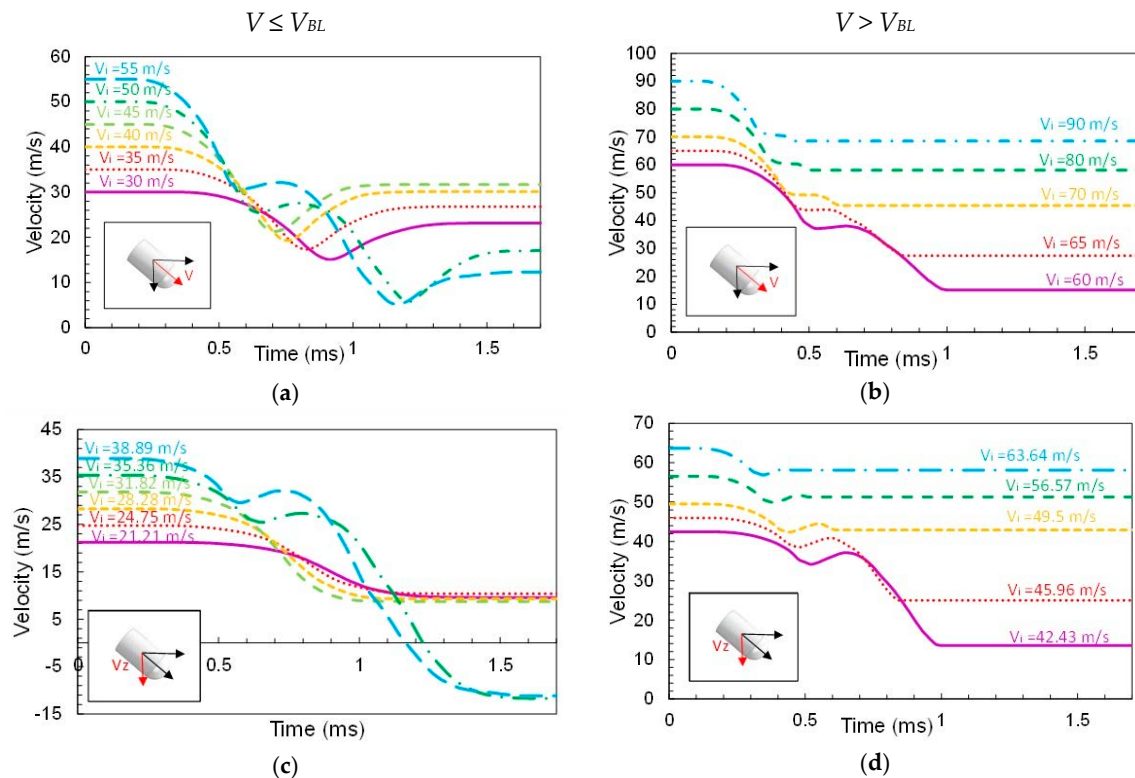 V ≤ V_BL
V > V_BL
60
50
40
30
20
10
0
Velocity (m/s)
Vi =55 m/s
Vi =50 m/s
Vi =45 m/s
Vi =40 m/s
Vi =35 m/s
Vi =30 m/s
V
0
0.5
1
1.5
Time (ms)
(a)
100
90
80
70
60
50
40
30
20
10
0
Velocity (m/s)
Vi =90 m/s
Vi =80 m/s
Vi =70 m/s
Vi =65 m/s
Vi =60 m/s
V
0
0.5
1
1.5
Time (ms)
(b)
45
35
25
15
5
-5
-15
Velocity (m/s)
Vi =38.89 m/s
Vi =35.36 m/s
Vi =31.82 m/s
Vi =28.28 m/s
Vi =24.75 m/s
Vi =21.21 m/s
Vz
0
0.5
1
1.5
Time (ms)
(c)
70
60
50
40
30
20
10
0
Velocity (m/s)
Vi =63.64 m/s
Vi =56.57 m/s
Vi =49.5 m/s
Vi =45.96 m/s
Vi =42.43 m/s
Vz
0
0.5
1
1.5
Time (ms)
(d)